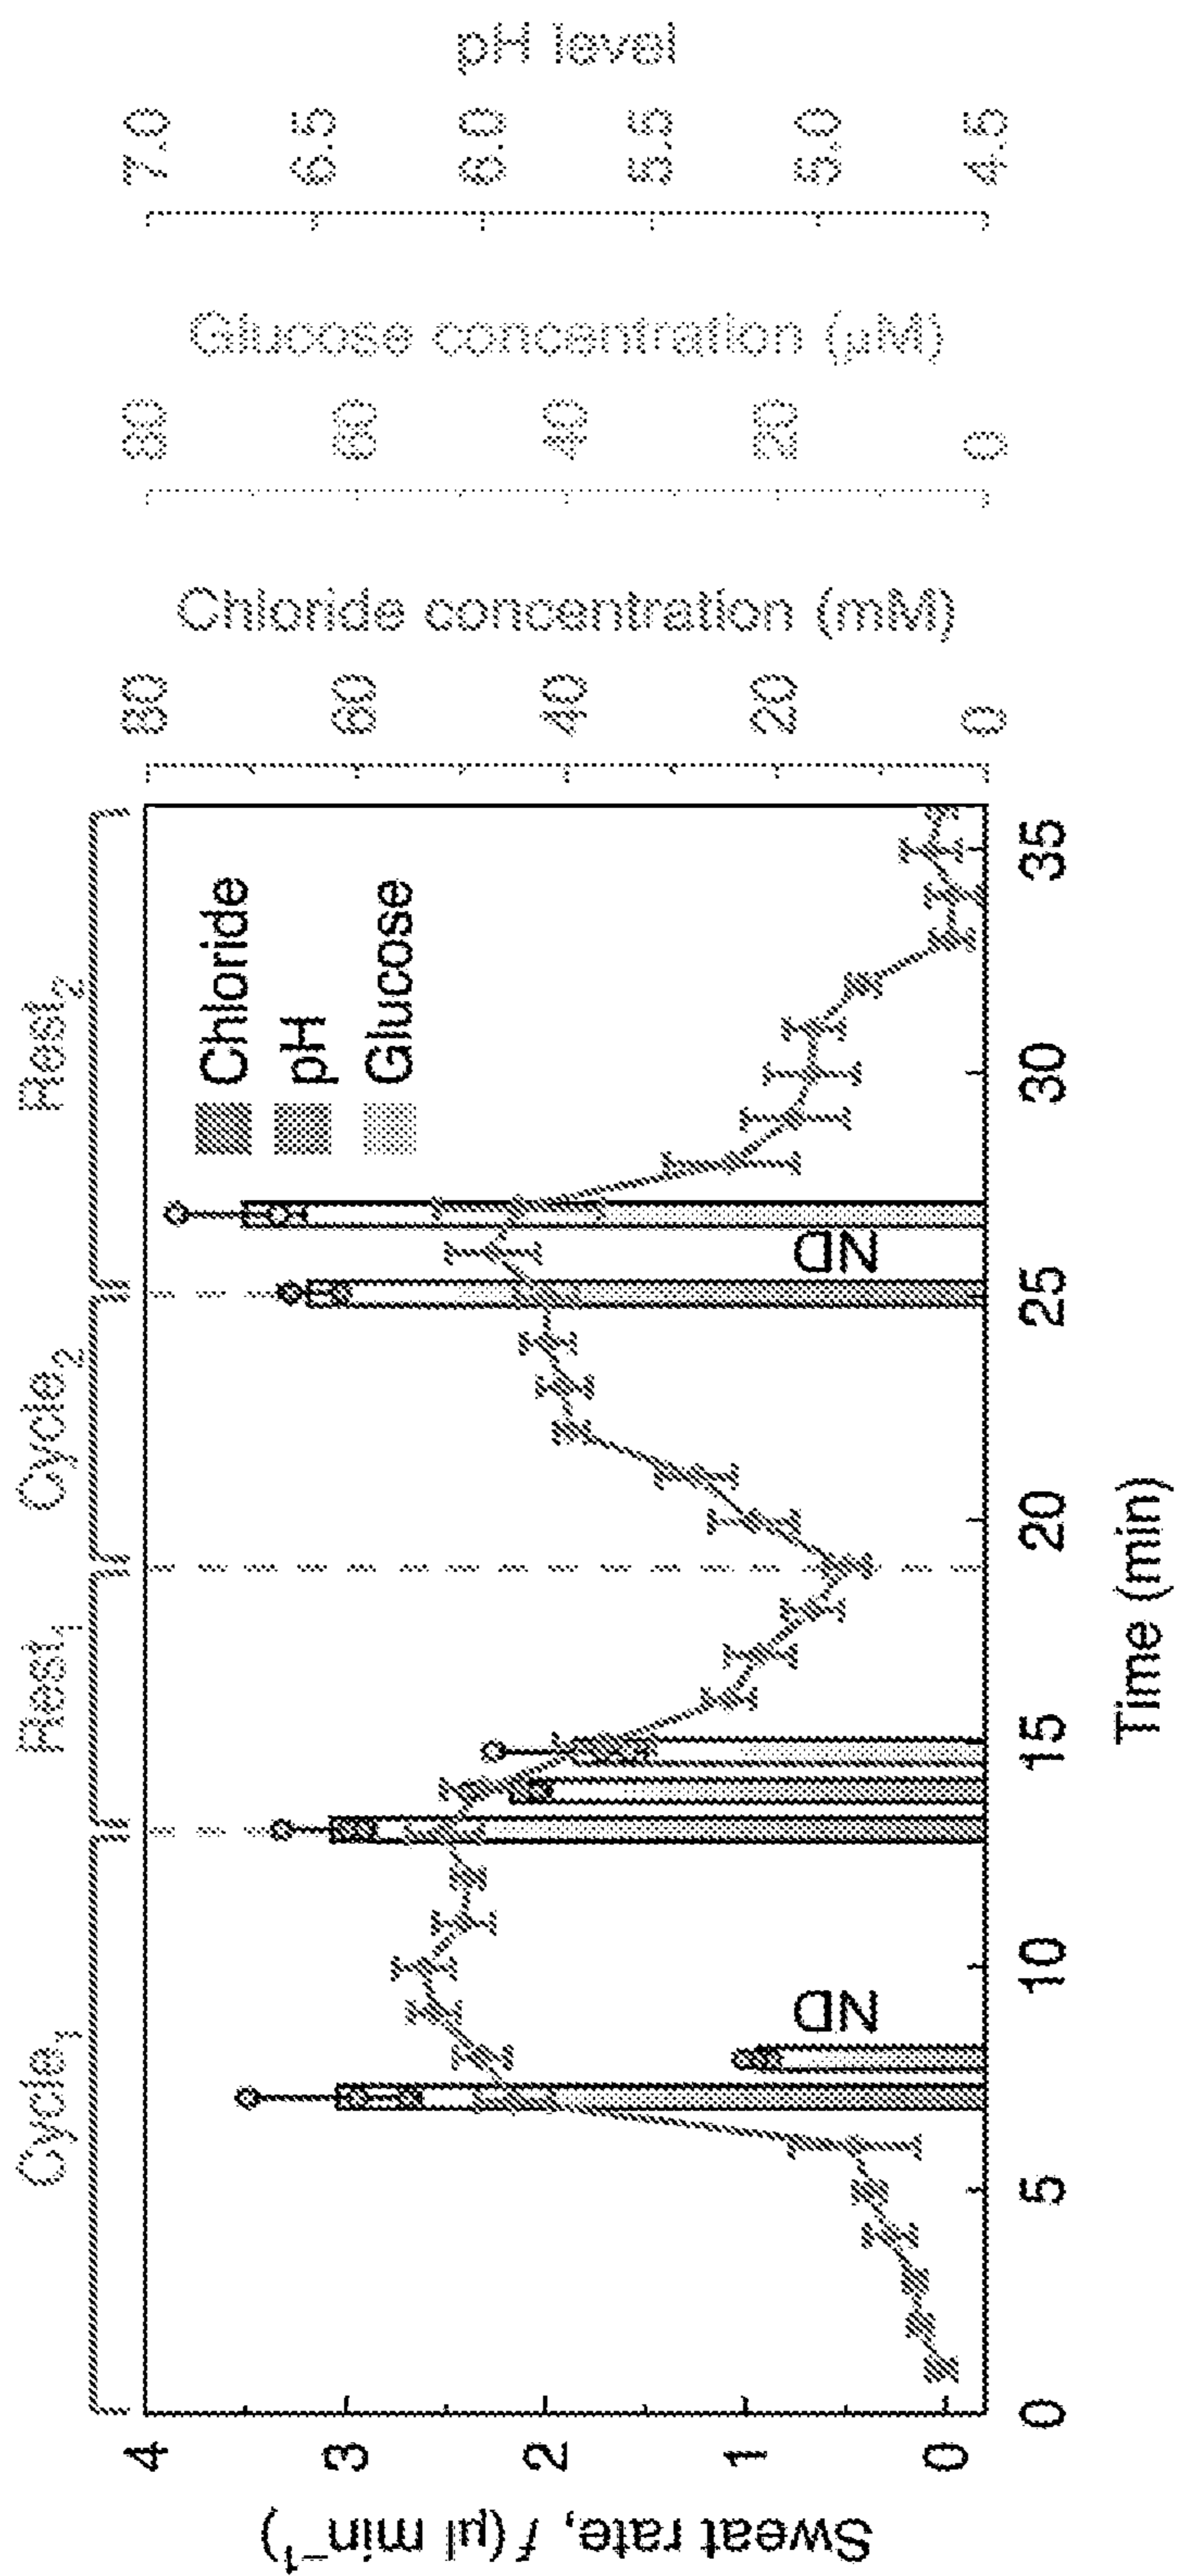 Cycle₁
Rest₁
Cycle₂
Rest₂
Sweat rate, f (μl min⁻¹)
4
3
2
1
0
Chloride
pH
Glucose
ND
ND
0
5
10
15
20
25
30
35
Time (min)
80
60
40
20
0
Chloride concentration (mM)
80
60
40
20
0
Glucose concentration (μM)
7.0
6.5
6.0
5.5
5.0
4.5
pH level